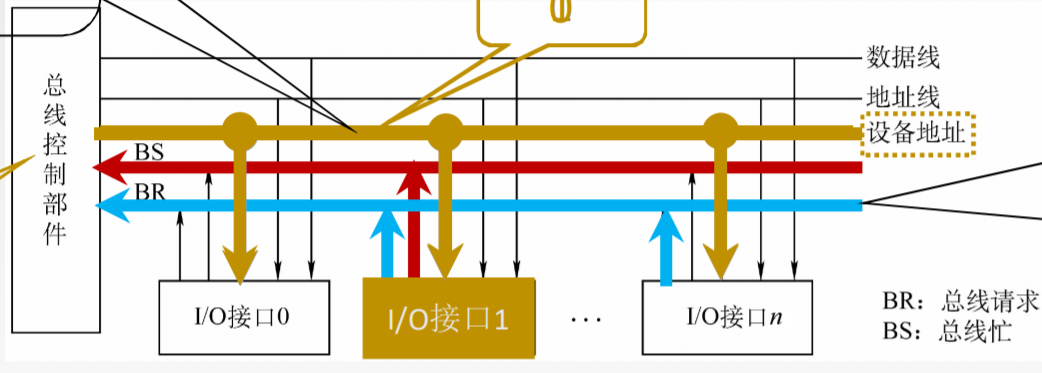 数据线
地址线
设备地址
总线控制部件
BS
BR
I/O接口0
I/O接口1
…
I/O接口n
BR：总线请求
BS：总线忙